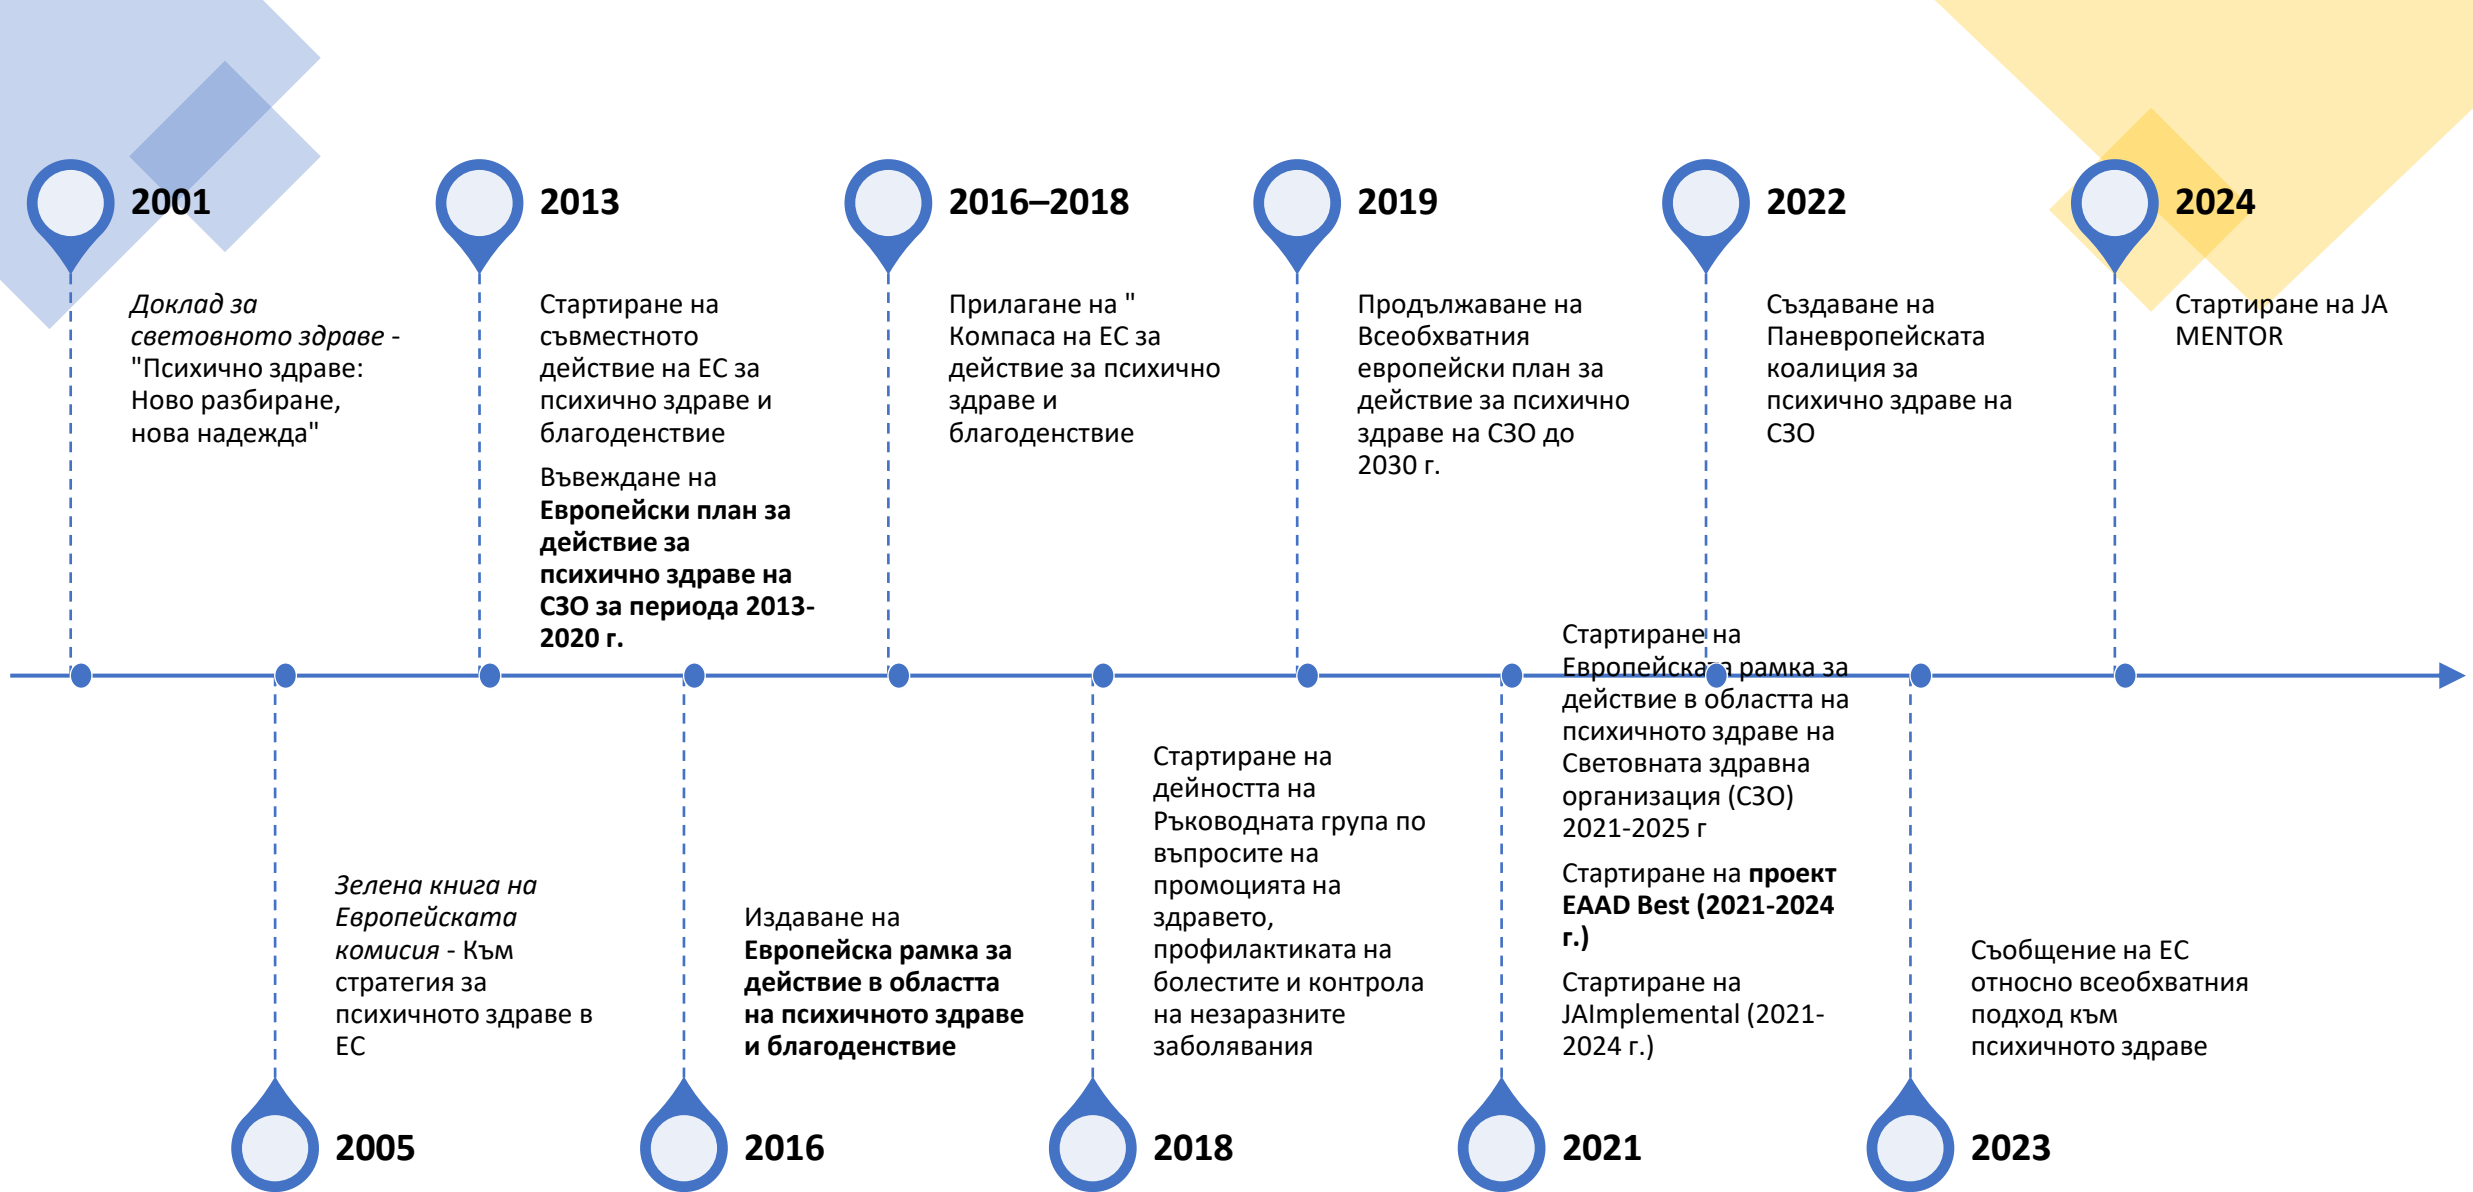 2001
Доклад за
световното здраве -
"Психично здраве:
Ново разбиране,
нова надежда"
2013
Стартиране на
съвместното
действие на ЕС за
психично здраве и
благоденствие
Въвеждане на
Европейски план за
действие за
психично здраве на
СЗО за периода 2013-
2020 г.
2016–2018
Прилагане на "
Компаса на ЕС за
действие за психично
здраве и
благоденствие
2019
Продължаване на
Всеобхватния
европейски план за
действие за психично
здраве на СЗО до
2030 г.
2022
Създаване на
Паневропейската
коалиция за
психично здраве на
СЗО
2024
Стартиране на JA
MENTOR
Зелена книга на
Европейската
комисия - Към
стратегия за
психичното здраве в
ЕС
2005
Издаване на
Европейска рамка за
действие в областта
на психичното здраве
и благоденствие
2016
Стартиране на
дейността на
Ръководната група по
въпросите на
промоцията на
здравето,
профилактиката на
болестите и контрола
на незаразните
заболявания
2018
Стартиране на
Европейската рамка за
действие в областта на
психичното здраве на
Световната здравна
организация (СЗО)
2021-2025 г
Стартиране на проект
EAAD Best (2021-2024
г.)
Стартиране на
JAImplemental (2021-
2024 г.)
2021
Съобщение на ЕС
относно всеобхватния
подход към
психичното здраве
2023